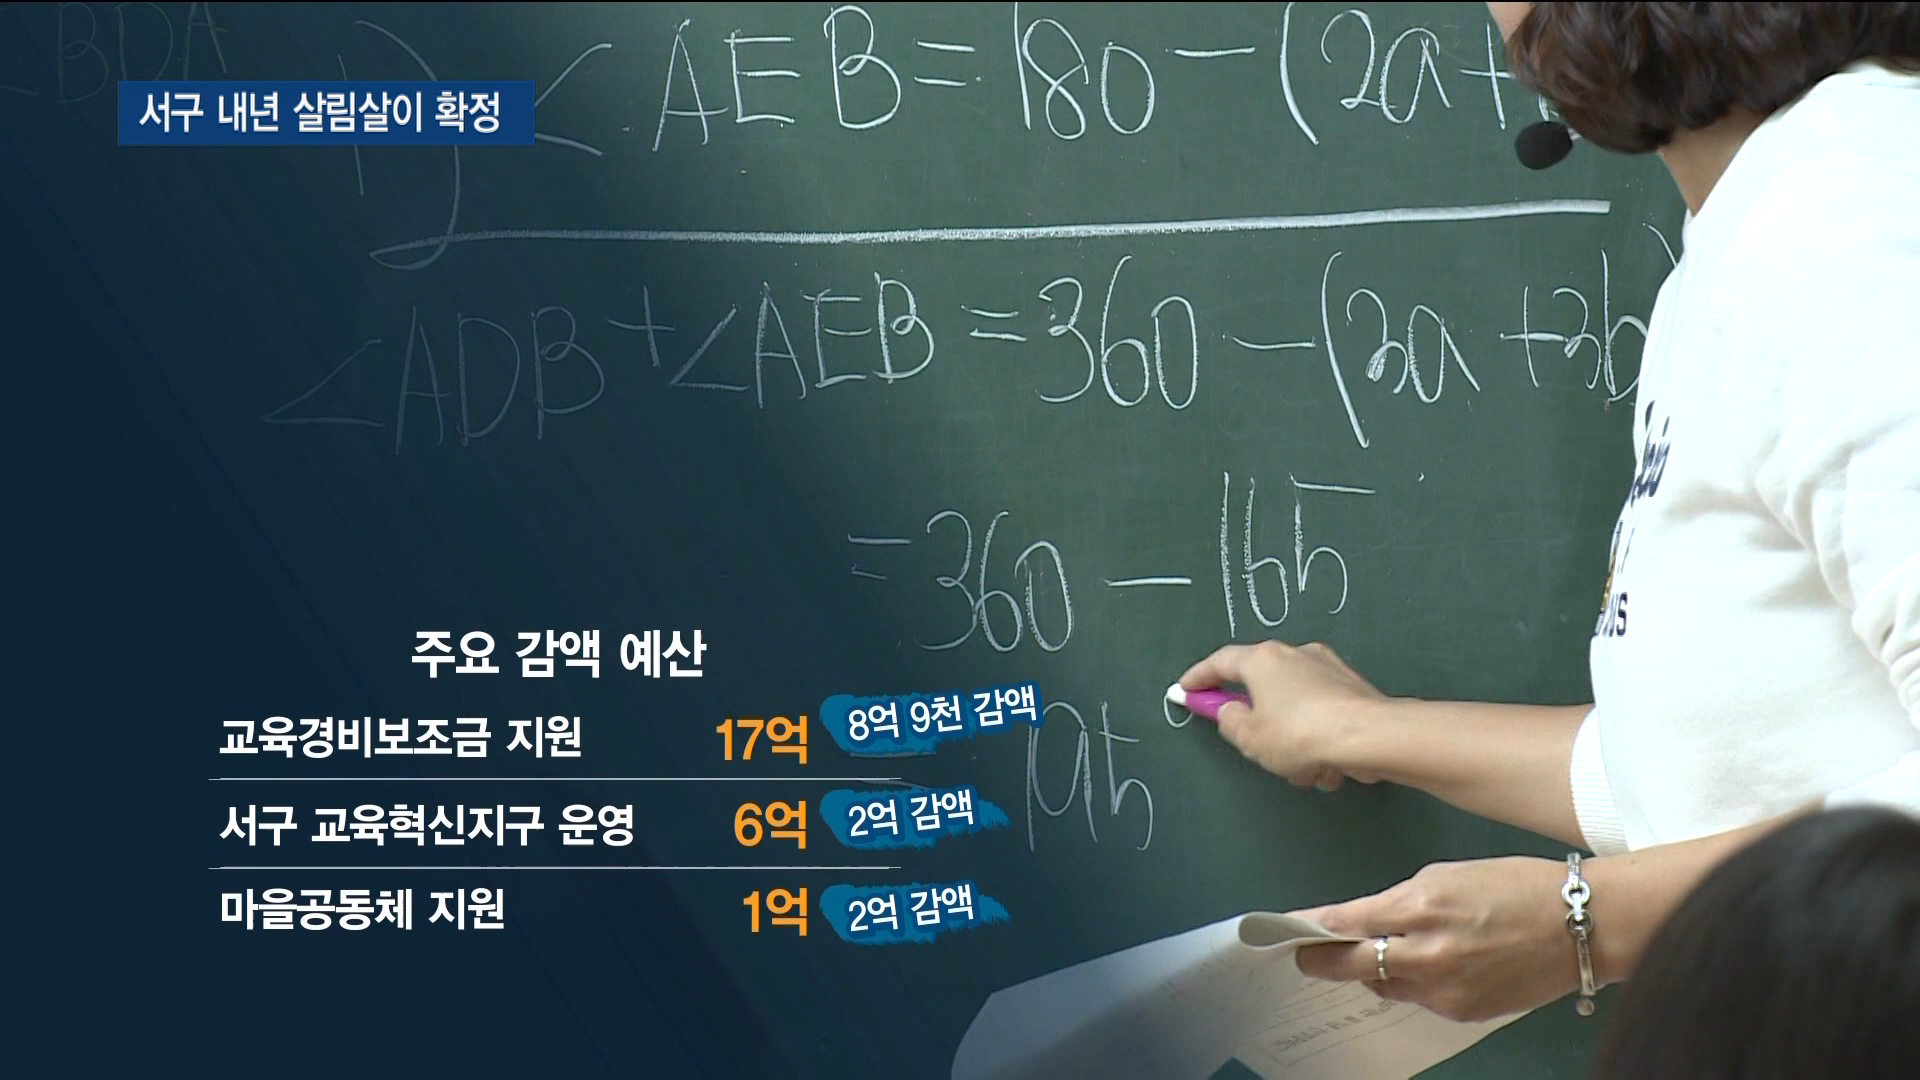 서구 내년 살림살이 확정
∠AEB=180-(2a+
∠ADB+∠AEB=360-(3a+3b)
=360-165
=195°
주요 감액 예산
교육경비보조금 지원 17억 8억 9천 감액
서구 교육혁신지구 운영 6억 2억 감액
마을공동체 지원 1억 2억 감액